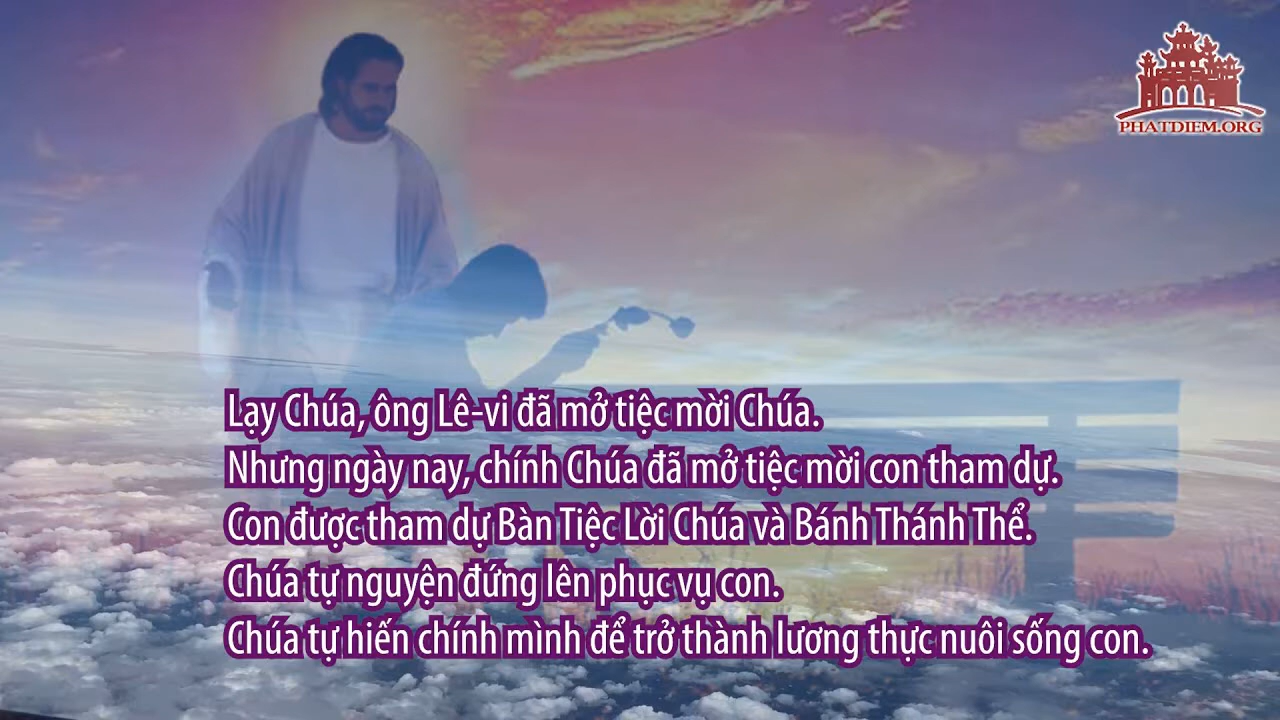 PHATDIEM.ORG
Lạy Chúa, ông Lê-vi đã mở tiệc mời Chúa.
Nhưng ngày nay, chính Chúa đã mở tiệc mời con tham dự.
Con được tham dự Bàn Tiệc Lời Chúa và Bánh Thánh Thể.
Chúa tự nguyện đứng lên phục vụ con.
Chúa tự hiến chính mình để trở thành lương thực nuôi sống con.